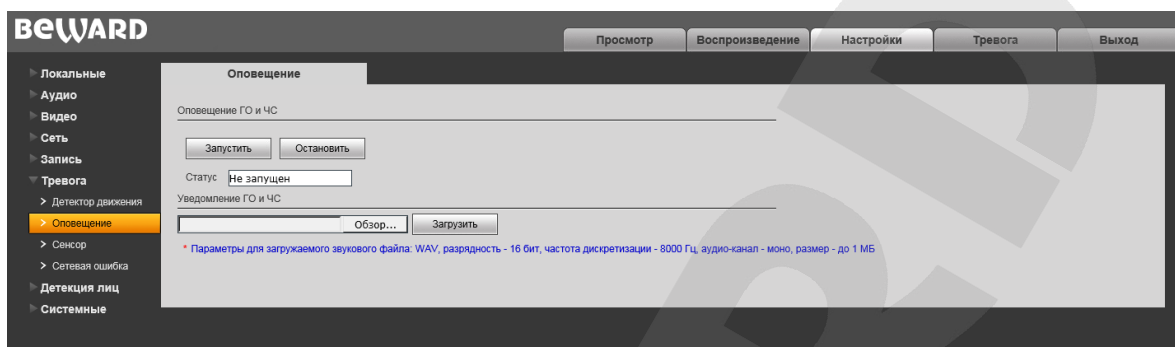 BEWARD
Просмотр Воспроизведение Настройки Тревога Выход
Локальные
Аудио
Видео
Сеть
Запись
Тревога
> Детектор движения
> Оповещение
> Сенсор
> Сетевая ошибка
Детекция лиц
Системные
Оповещение
Оповещение ГО и ЧС
Запустить Остановить
Статус Не запущен
Уведомление ГО и ЧС
Обзор... Загрузить
* Параметры для загружаемого звукового файла: WAV, разрядность - 16 бит, частота дискретизации - 8000 Гц, аудио-канал - моно, размер - до 1 МБ